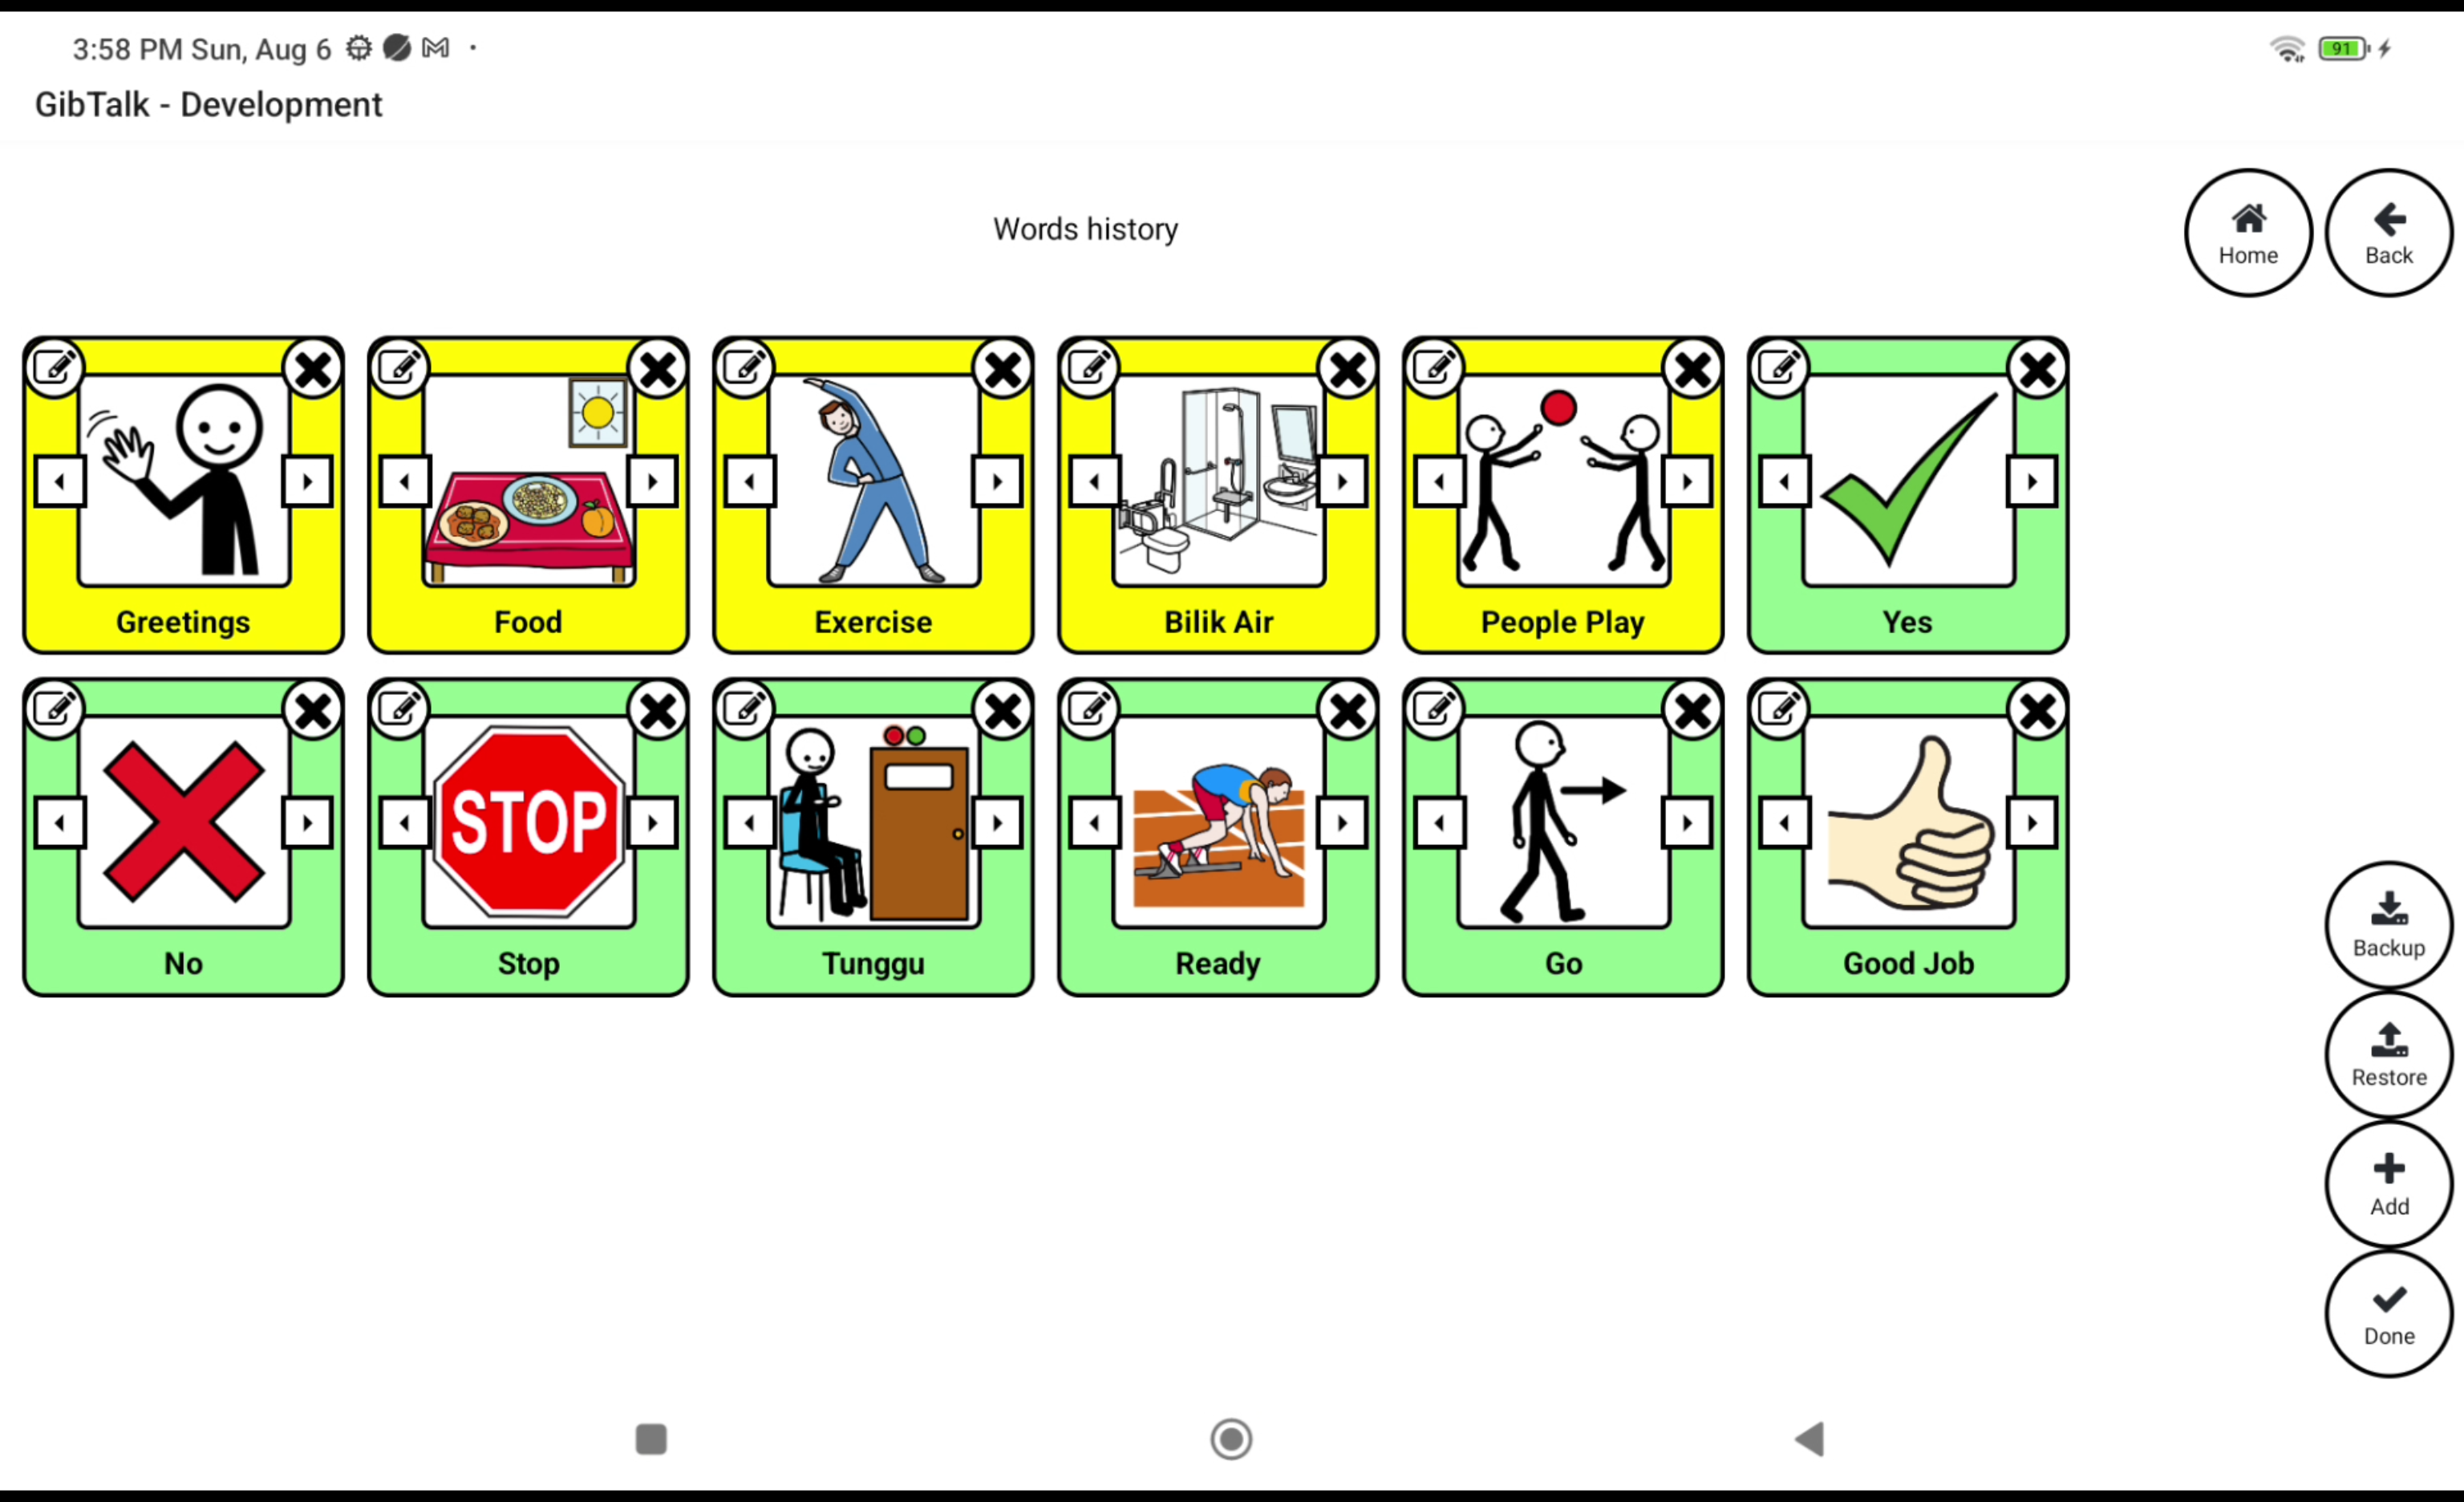 3:58 PM Sun, Aug 6
91
GibTalk - Development
Words history
Home
Back
Greetings
Food
Exercise
Bilik Air
People Play
Yes
STOP
No
Stop
Tunggu
Ready
Go
Good Job
Backup
Restore
Add
Done